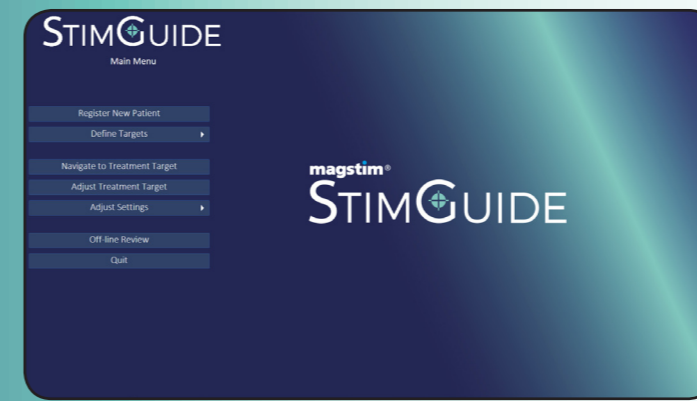 STIMGUIDE
Main Menu
Register New Patient
Define Targets
Navigate to Treatment Target
Adjust Treatment Target
Adjust Settings
Off-line Review
Quit
magstim®
STIMGUIDE